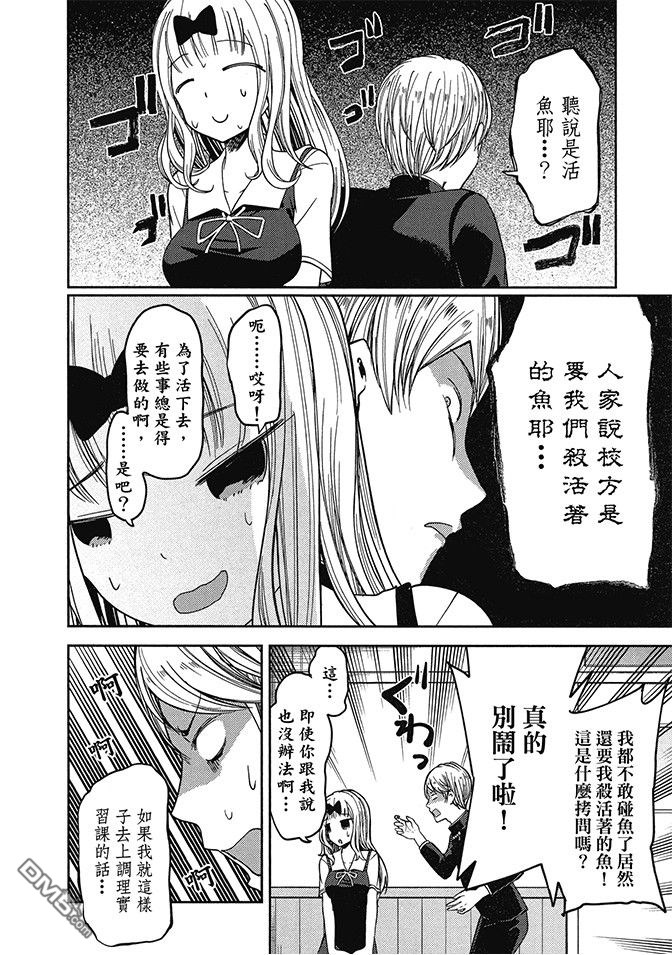 聽說是活
魚耶…？
ゴゴ
ゴゴ
人家說校方是
要我們殺活著
的魚耶…
呃……哎呀！
為了活下去，
有些事總是得
要去做的啊，
……是吧？
我都不敢碰魚了居然
還要我殺活著的魚！
這是什麼拷問嗎？
真的
別鬧了啦！
ぐわっ
這…
即使你跟我說
也沒辦法啊…
啊
啊
啊
如果我就這樣
子去上調理實
習課的話…
DM5.com